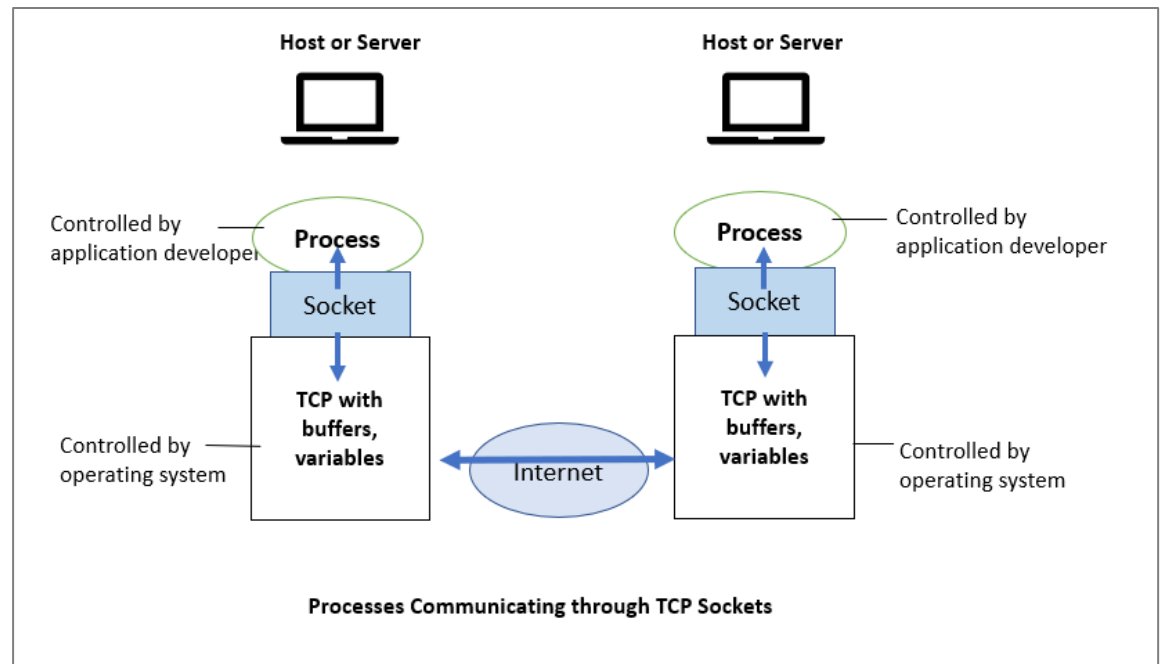 Host or Server
Host or Server
Controlled by
application developer
Process
Process
Controlled by
application developer
Socket
Socket
TCP with
buffers,
variables
TCP with
buffers,
variables
Controlled by
operating system
Internet
Controlled by
operating system
Processes Communicating through TCP Sockets